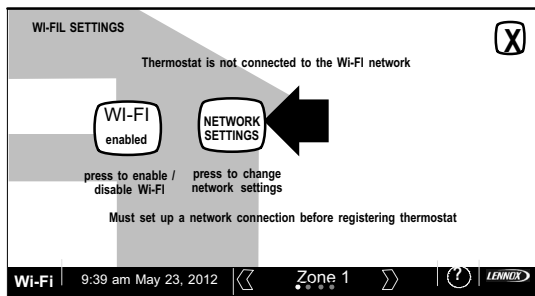 WI-FIL SETTINGS
X
Thermostat is not connected to the Wi-FI network
WI-FI
enabled
NETWORK
SETTINGS
press to enable /
disable Wi-FI
press to change
network settings
Must set up a network connection before registering thermostat
Wi-Fi 9:39 am May 23, 2012 Zone 1 ? LENNOX